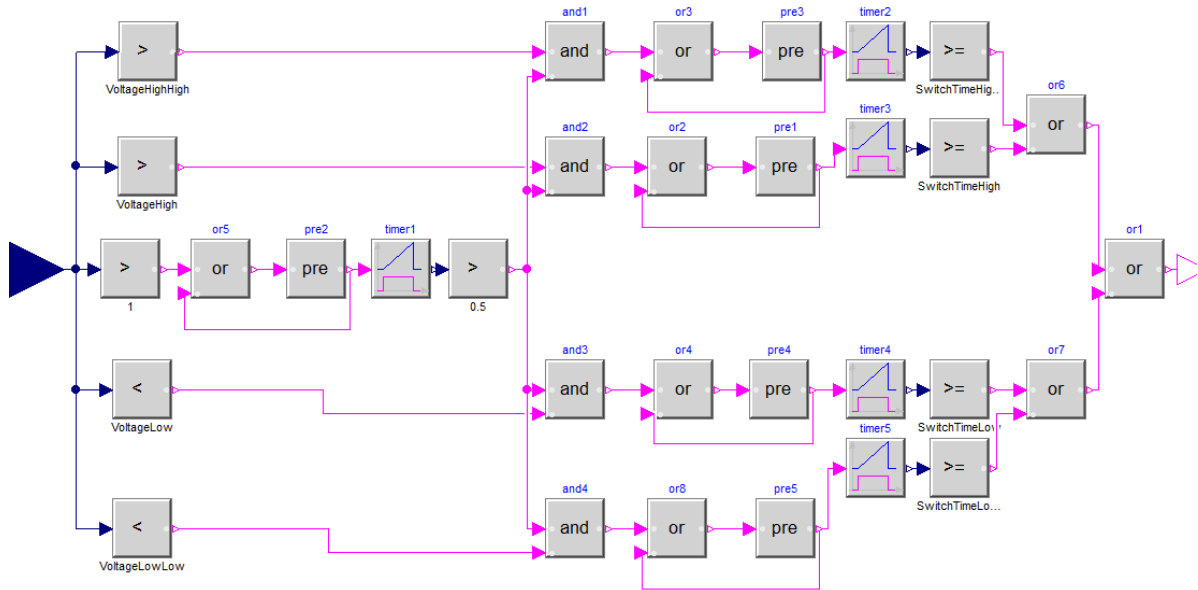 and1
or3
pre3
timer2
>
and
or
pre
>=
VoltageHighHigh
SwitchTimeHig...
or6
or
and2
or2
pre1
timer3
>
and
or
pre
>=
VoltageHigh
SwitchTimeHigh
or5
pre2
timer1
or1
>
or
pre
>
or
1
0.5
and3
or4
pre4
timer4
or7
<
and
or
pre
>=
or
VoltageLow
SwitchTimeLow
timer5
>=
and4
or8
pre5
SwitchTimeLo...
<
and
or
pre
VoltageLowLow